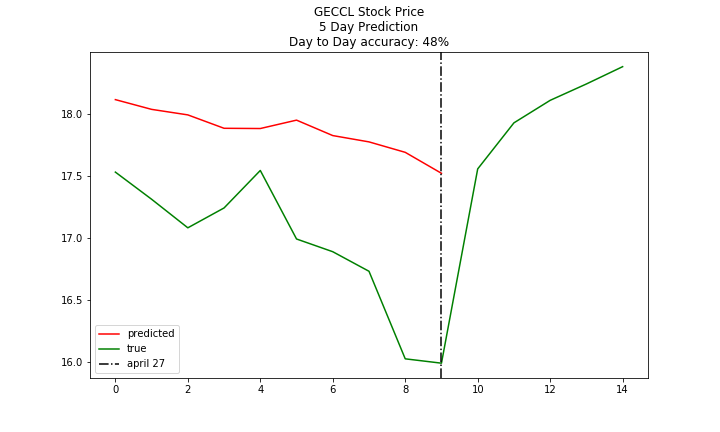 GECCL Stock Price
5 Day Prediction
Day to Day accuracy: 48%
18.0
17.5
17.0
16.5
16.0
predicted
true
april 27
0 2 4 6 8 10 12 14